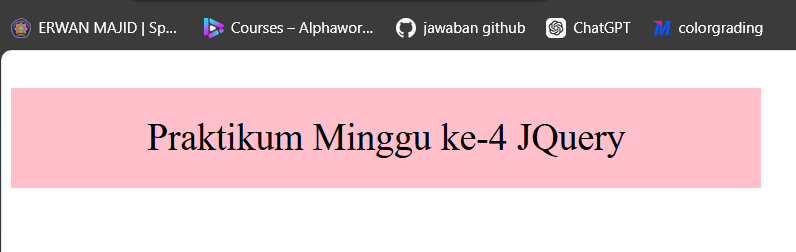 ERWAN MAJID | Sp...
Courses – Alphawor...
jawaban github
ChatGPT
colorgrading
Praktikum Minggu ke-4 JQuery